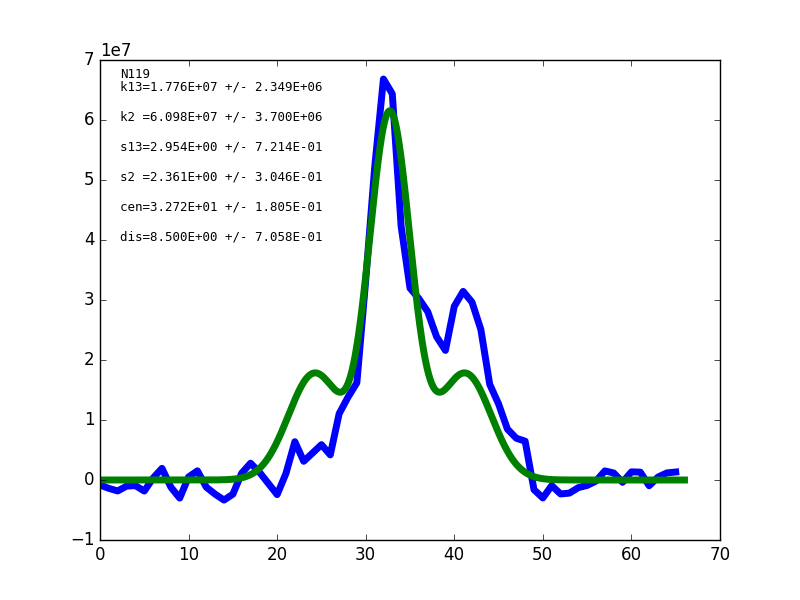 1e7
N119
k13=1.776E+07 +/- 2.349E+06
k2 =6.098E+07 +/- 3.700E+06
s13=2.954E+00 +/- 7.214E-01
s2 =2.361E+00 +/- 3.046E-01
cen=3.272E+01 +/- 1.805E-01
dis=8.500E+00 +/- 7.058E-01
7
6
5
4
3
2
1
0
−1
0 10 20 30 40 50 60 70